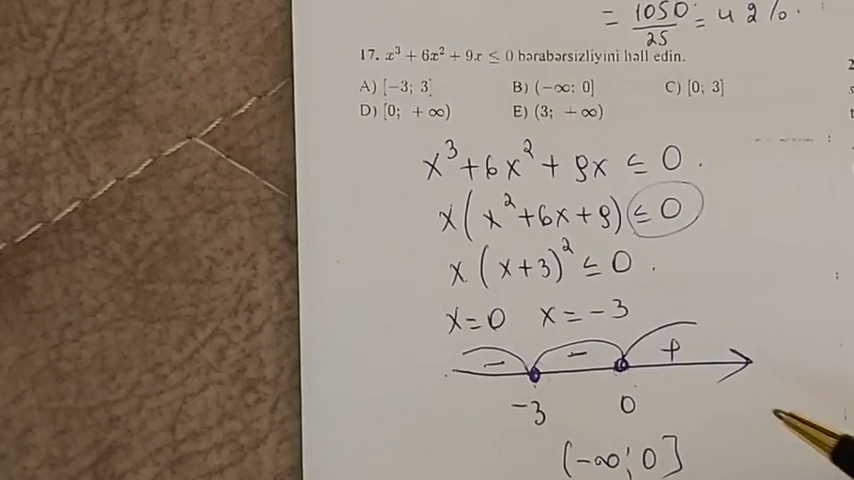 = 1050/25 = 42%.
17. x³ + 6x² + 9x ≤ 0 bərabərsizliyini həll edin.
A) [−3; 3] B) (−∞; 0] C) [0; 3]
D) [0; +∞) E) (3; +∞)
x³ + 6x² + 9x ≤ 0.
x(x² + 6x + 9) ≤ 0
x(x + 3)² ≤ 0.
x = 0 x = −3
− − +
−3 0
(−∞; 0]